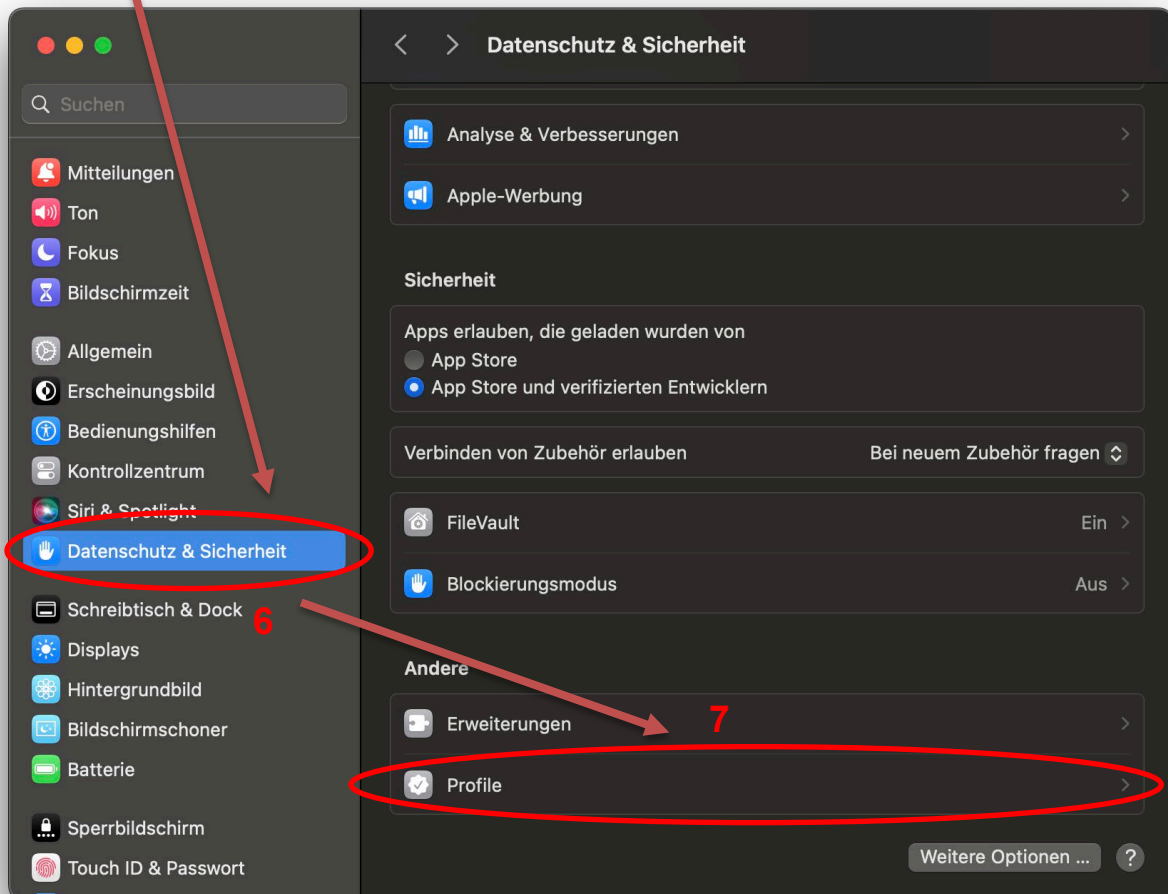 Datenschutz & Sicherheit
Suchen
Mitteilungen
Ton
Fokus
Bildschirmzeit
Allgemein
Erscheinungsbild
Bedienungshilfen
Kontrollzentrum
Siri & Spotlight
Datenschutz & Sicherheit
6
Schreibtisch & Dock
Displays
Hintergrundbild
Bildschirmschoner
Batterie
Sperrbildschirm
Touch ID & Passwort
Analyse & Verbesserungen
Apple-Werbung
Sicherheit
Apps erlauben, die geladen wurden von
App Store
App Store und verifizierten Entwicklern
Verbinden von Zubehör erlauben Bei neuem Zubehör fragen
FileVault Ein
Blockierungsmodus Aus
Andere
Erweiterungen
7
Profile
Weitere Optionen ... ?